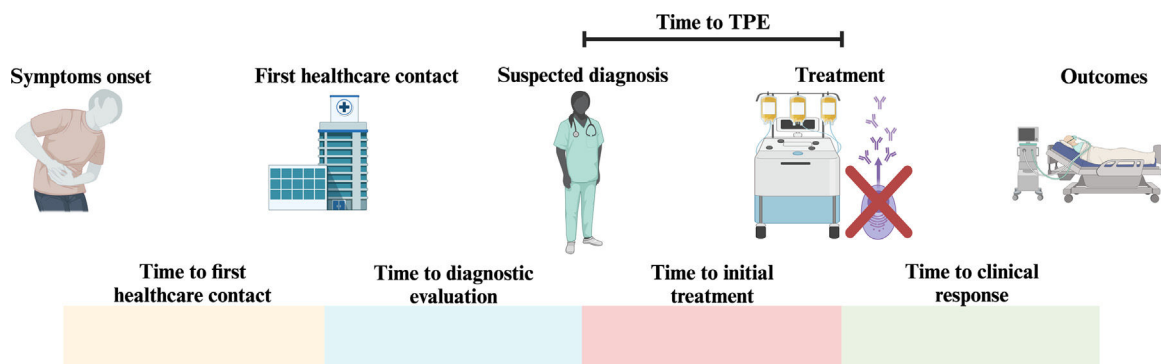 Time to TPE
Symptoms onset
First healthcare contact
Suspected diagnosis
Treatment
Outcomes
Time to first
healthcare contact
Time to diagnostic
evaluation
Time to initial
treatment
Time to clinical
response